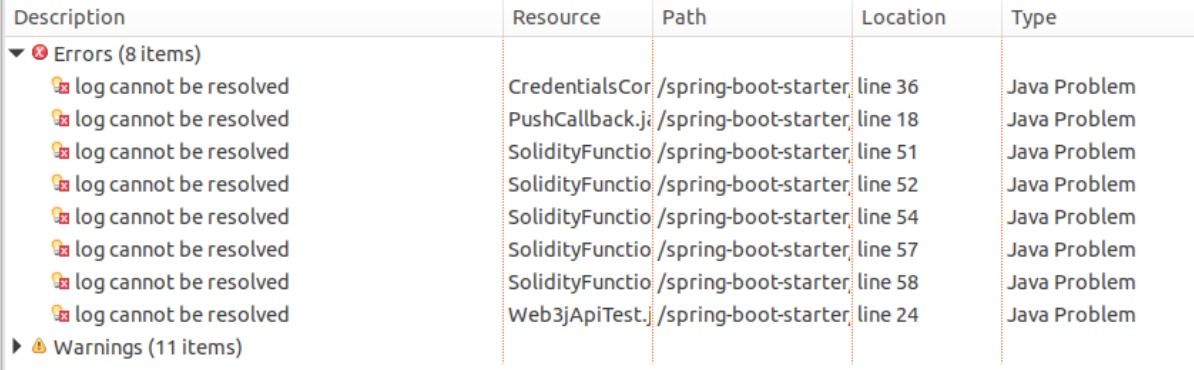 Description Resource Path Location Type
Errors (8 items)
log cannot be resolved CredentialsCor /spring-boot-starter, line 36 Java Problem
log cannot be resolved PushCallback.ja /spring-boot-starter, line 18 Java Problem
log cannot be resolved SolidityFunctio /spring-boot-starter, line 51 Java Problem
log cannot be resolved SolidityFunctio /spring-boot-starter, line 52 Java Problem
log cannot be resolved SolidityFunctio /spring-boot-starter, line 54 Java Problem
log cannot be resolved SolidityFunctio /spring-boot-starter, line 57 Java Problem
log cannot be resolved SolidityFunctio /spring-boot-starter, line 58 Java Problem
log cannot be resolved Web3jApiTest.j /spring-boot-starter, line 24 Java Problem
Warnings (11 items)